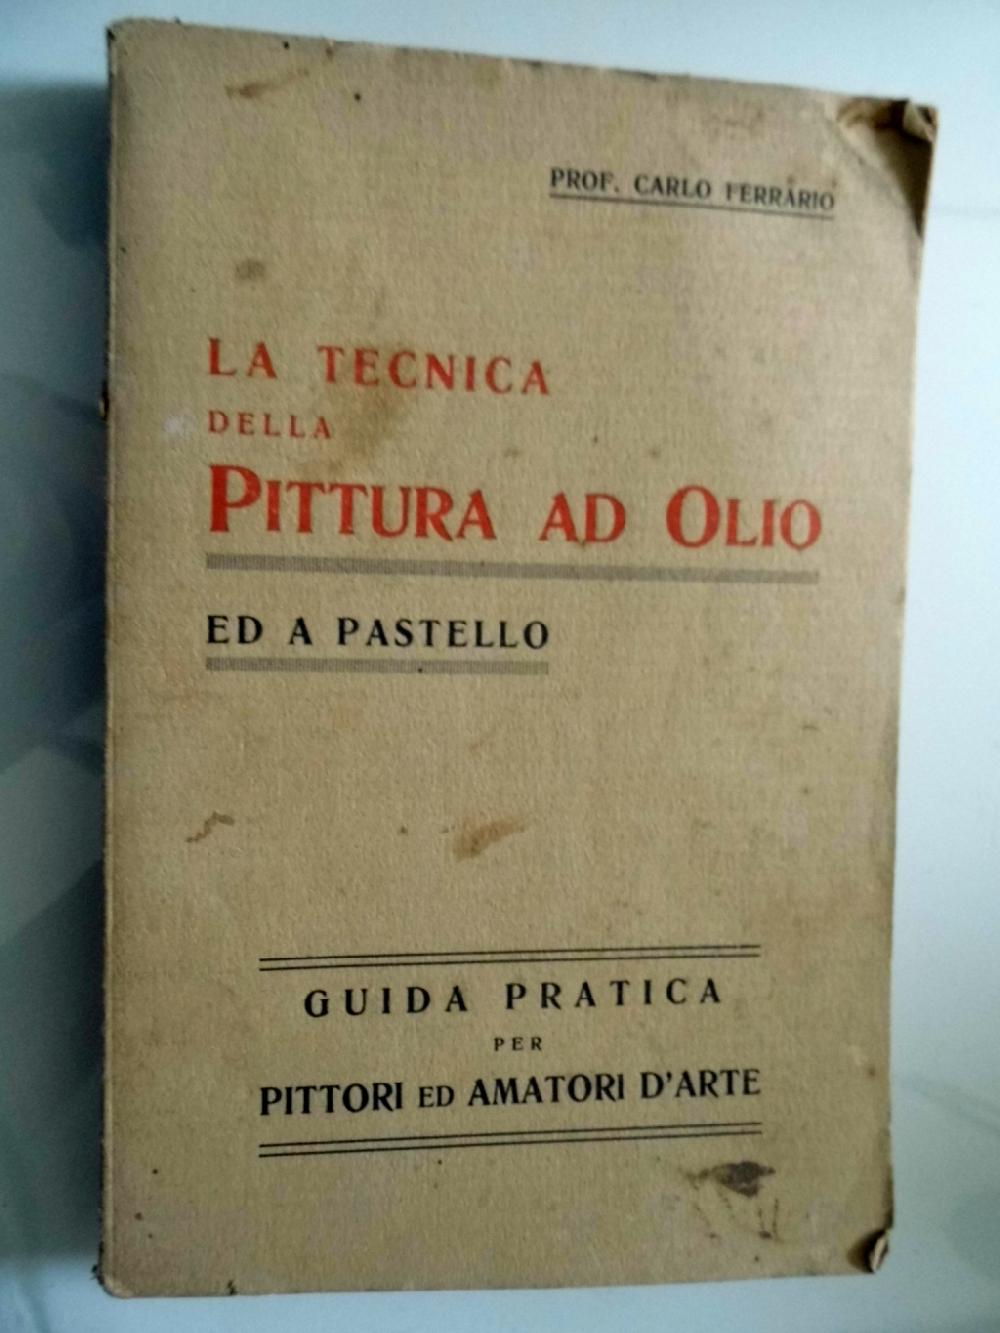 PROF. CARLO FERRARIO
LA TECNICA
DELLA
PITTURA AD OLIO
ED A PASTELLO
GUIDA PRATICA
PER
PITTORI ED AMATORI D'ARTE